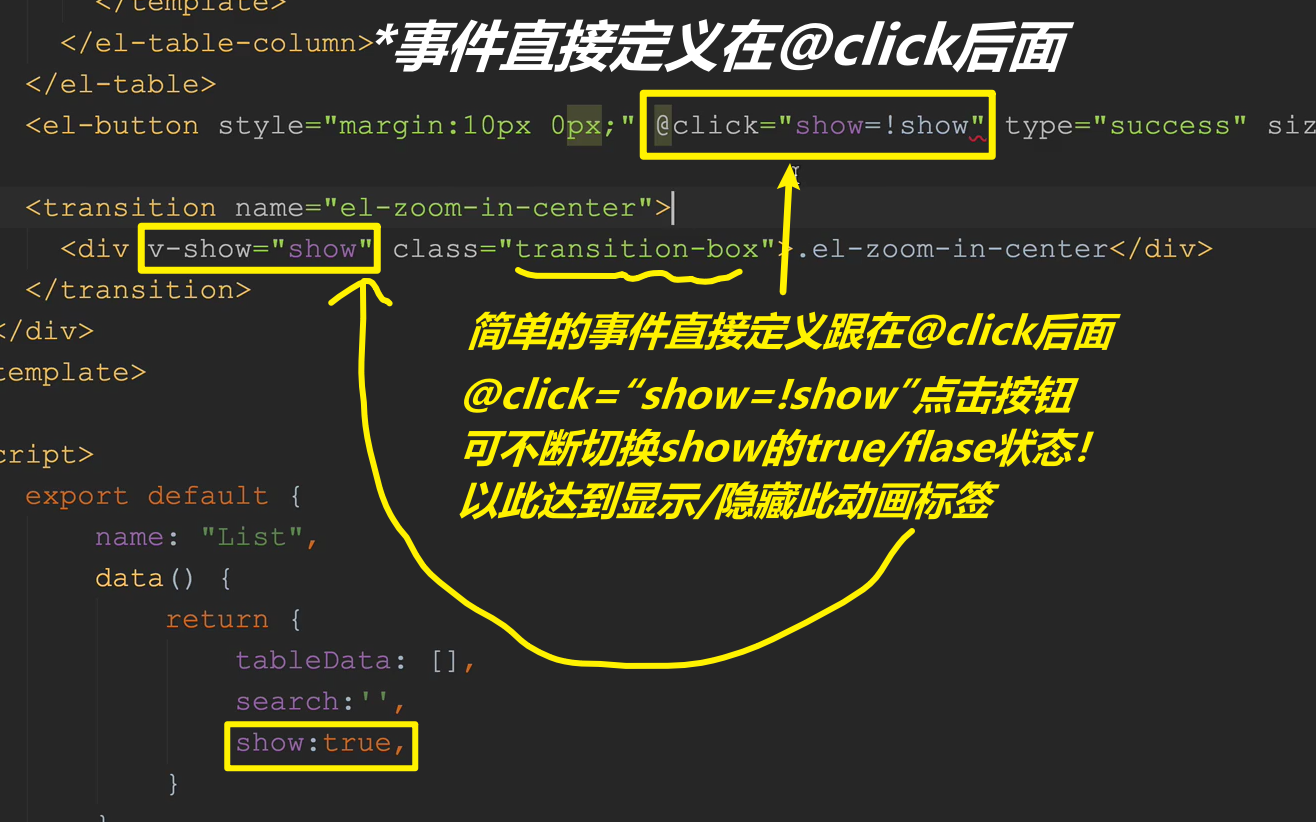 </template>
</el-table-column>
*事件直接定义在@click后面
</el-table>
<el-button style="margin:10px 0px;" @click="show=!show" type="success" siz
<transition name="el-zoom-in-center">
<div v-show="show" class="transition-box">.el-zoom-in-center</div>
</transition>
</div>
template>
简单的事件直接定义跟在@click后面
@click=“show=!show”点击按钮
可不断切换show的true/flase状态!
以此达到显示/隐藏此动画标签
cript>
export default {
name: "List",
data() {
return {
tableData: [],
search:'',
show:true,
}
}